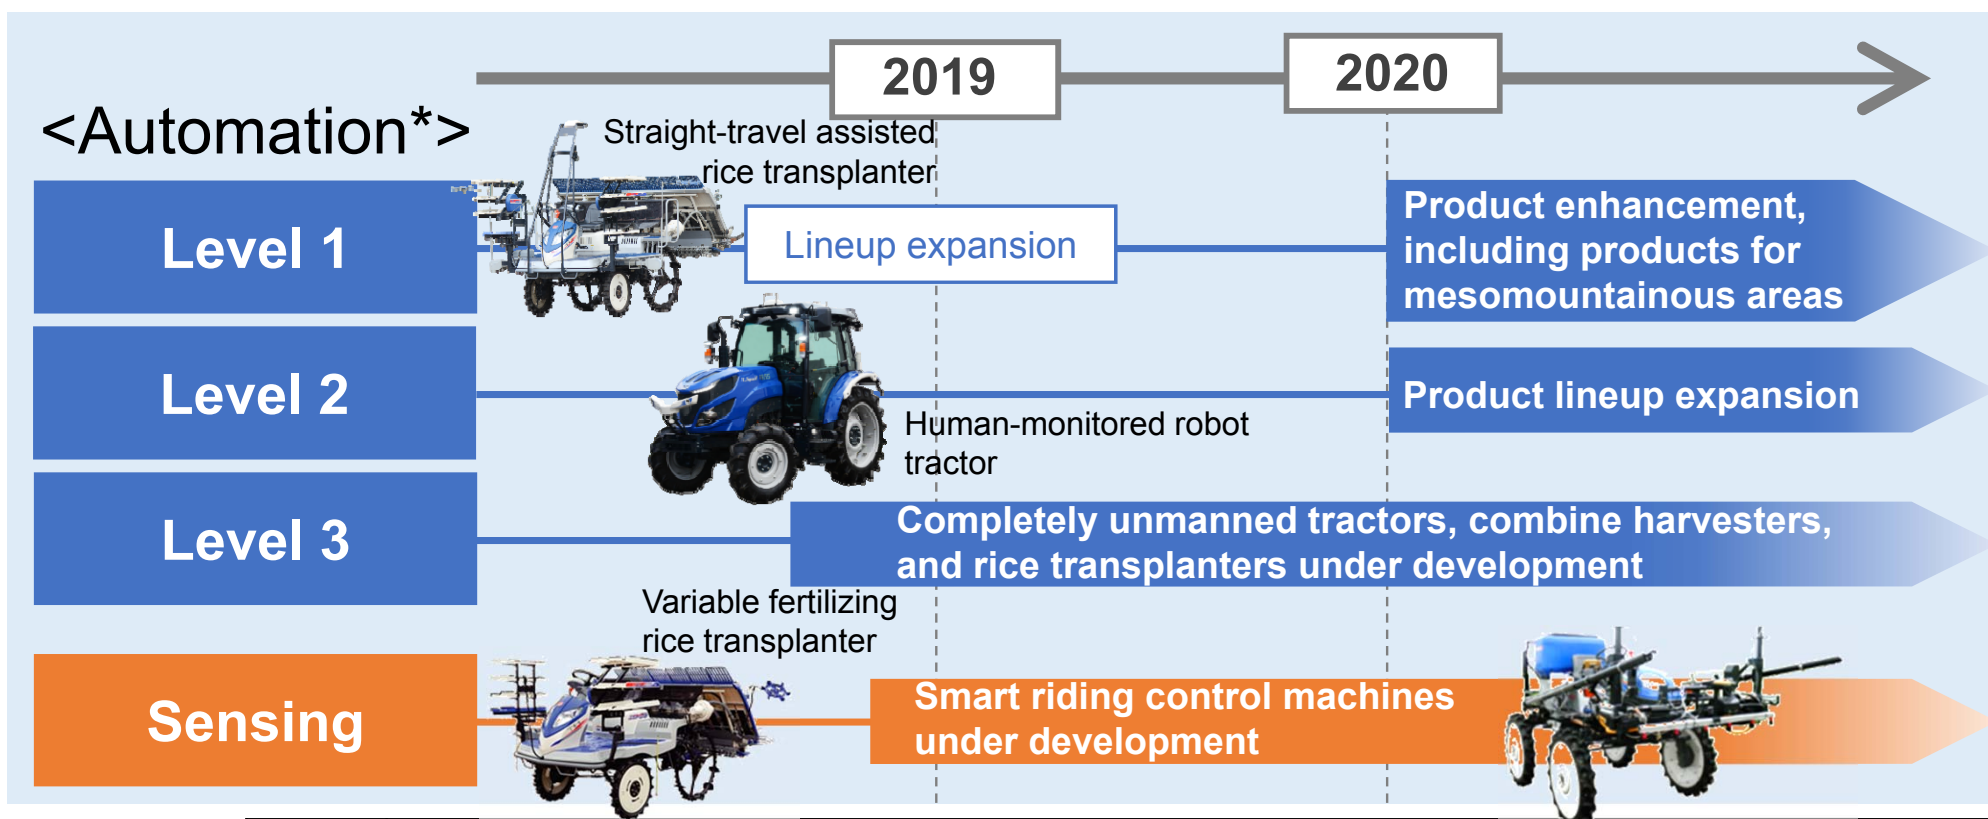 2019
2020
<Automation*>
Straight-travel assisted
rice transplanter
Level 1
Lineup expansion
Product enhancement,
including products for
mesomountainous areas
Level 2
Human-monitored robot
tractor
Product lineup expansion
Level 3
Completely unmanned tractors, combine harvesters,
and rice transplanters under development
Variable fertilizing
rice transplanter
Sensing
Smart riding control machines
under development